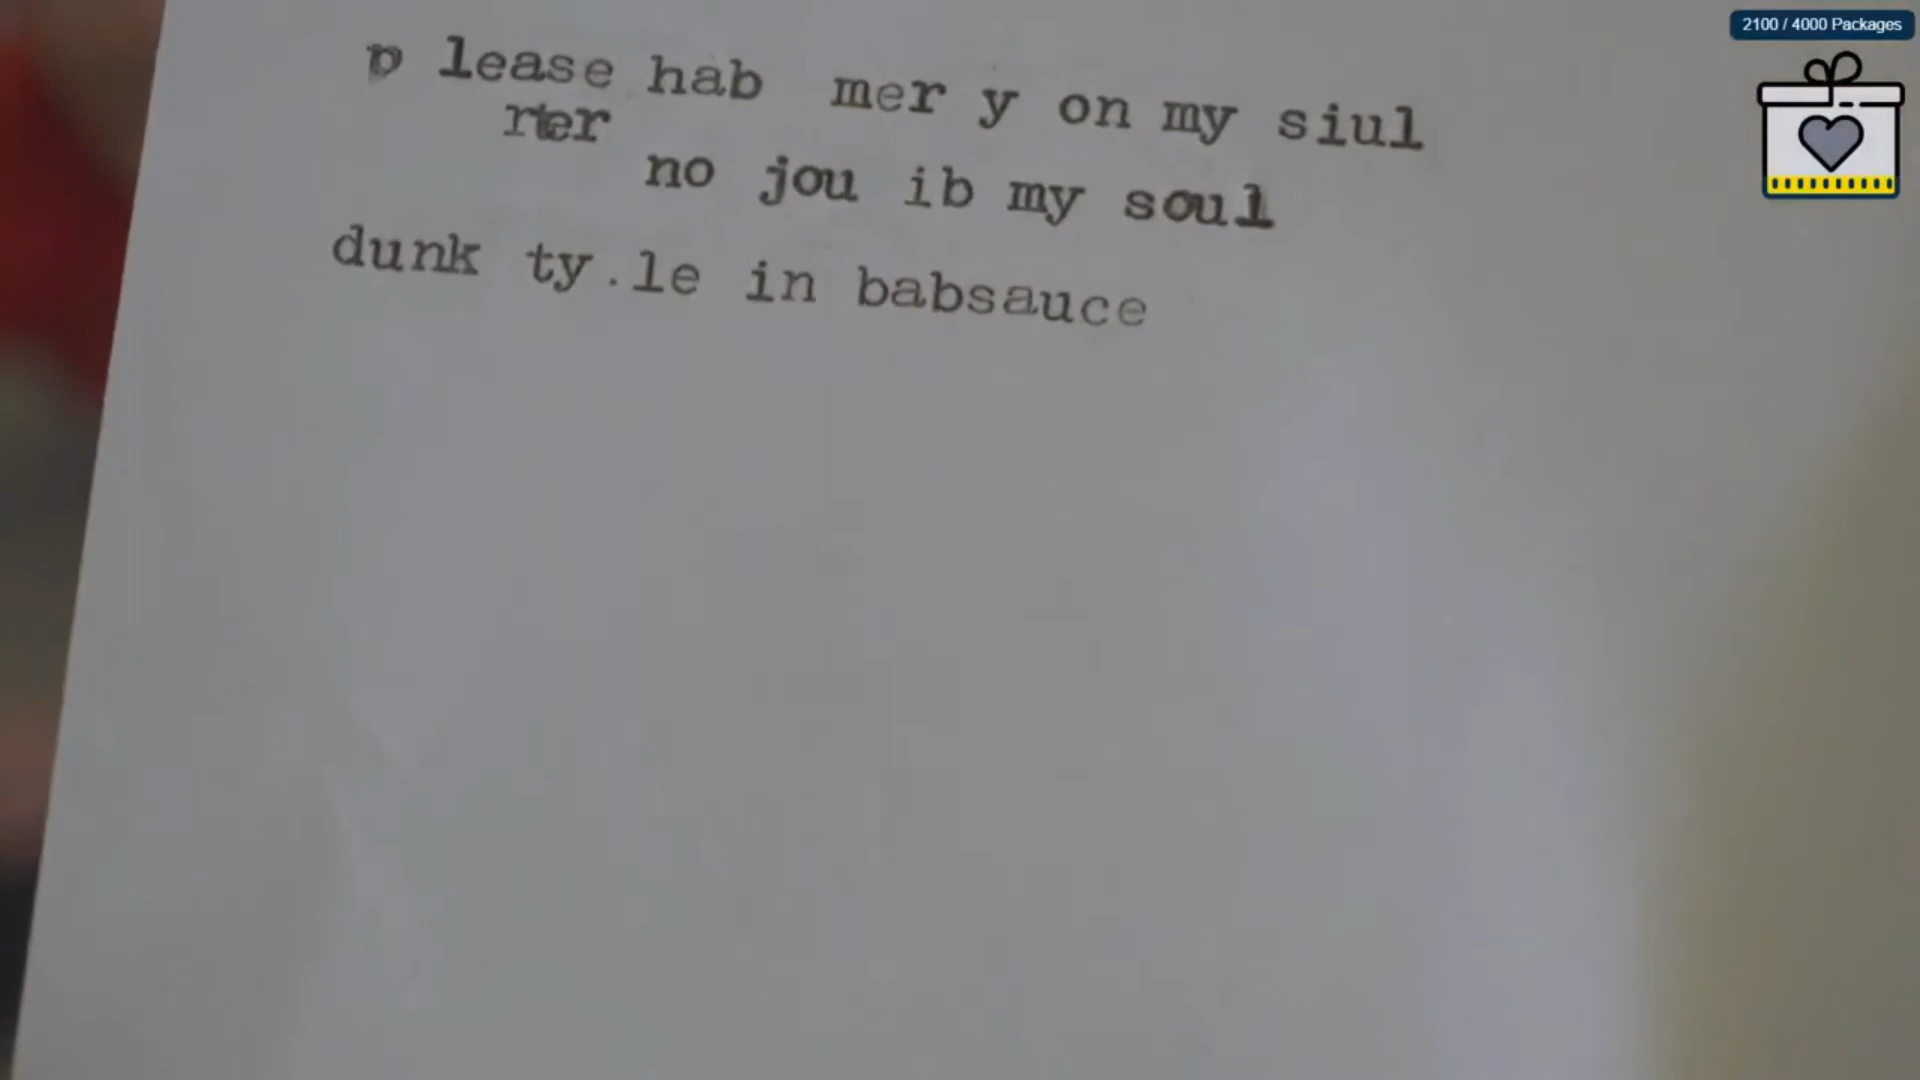 2100 / 4000 Packages
p lease hab mer y on my siul
rter
no jou ib my soul
dunk ty.le in babsauce